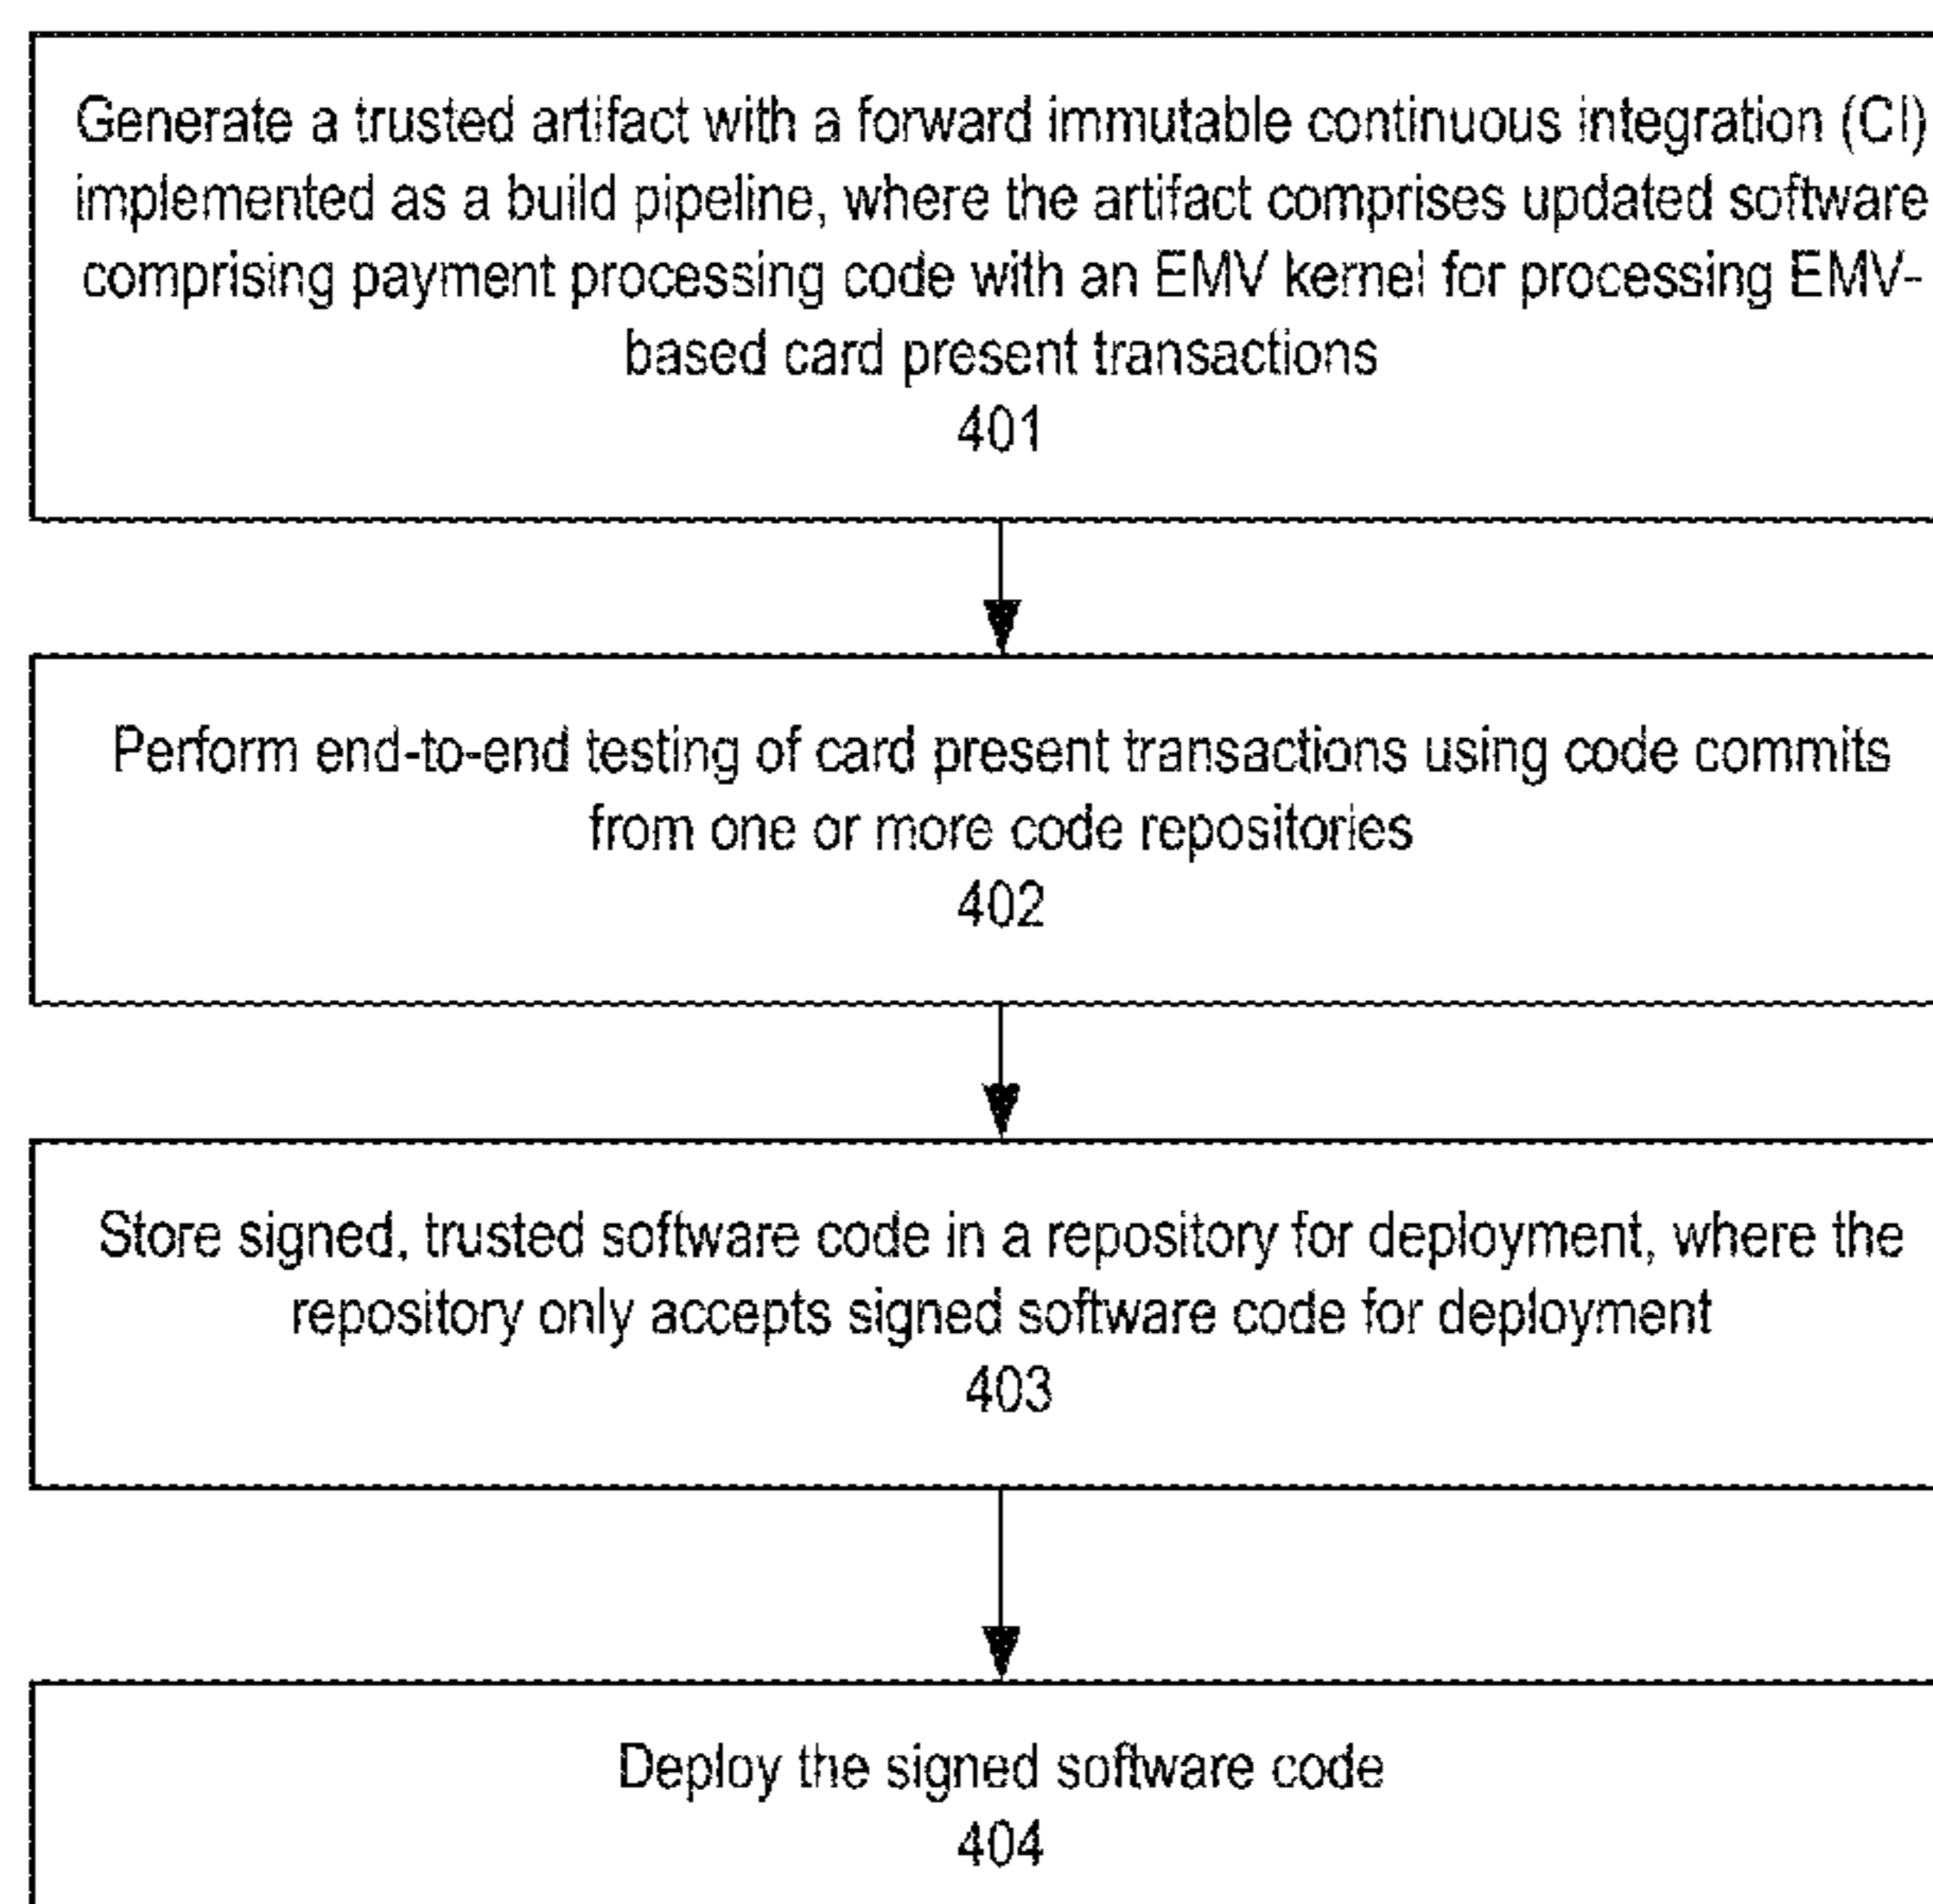 Generate a trusted artifact with a forward immutable continuous integration (CI)
implemented as a build pipeline, where the artifact comprises updated software
comprising payment processing code with an EMV kernel for processing EMV-
based card present transactions
401
Perform end-to-end testing of card present transactions using code commits
from one or more code repositories
402
Store signed, trusted software code in a repository for deployment, where the
repository only accepts signed software code for deployment
403
Deploy the signed software code
404